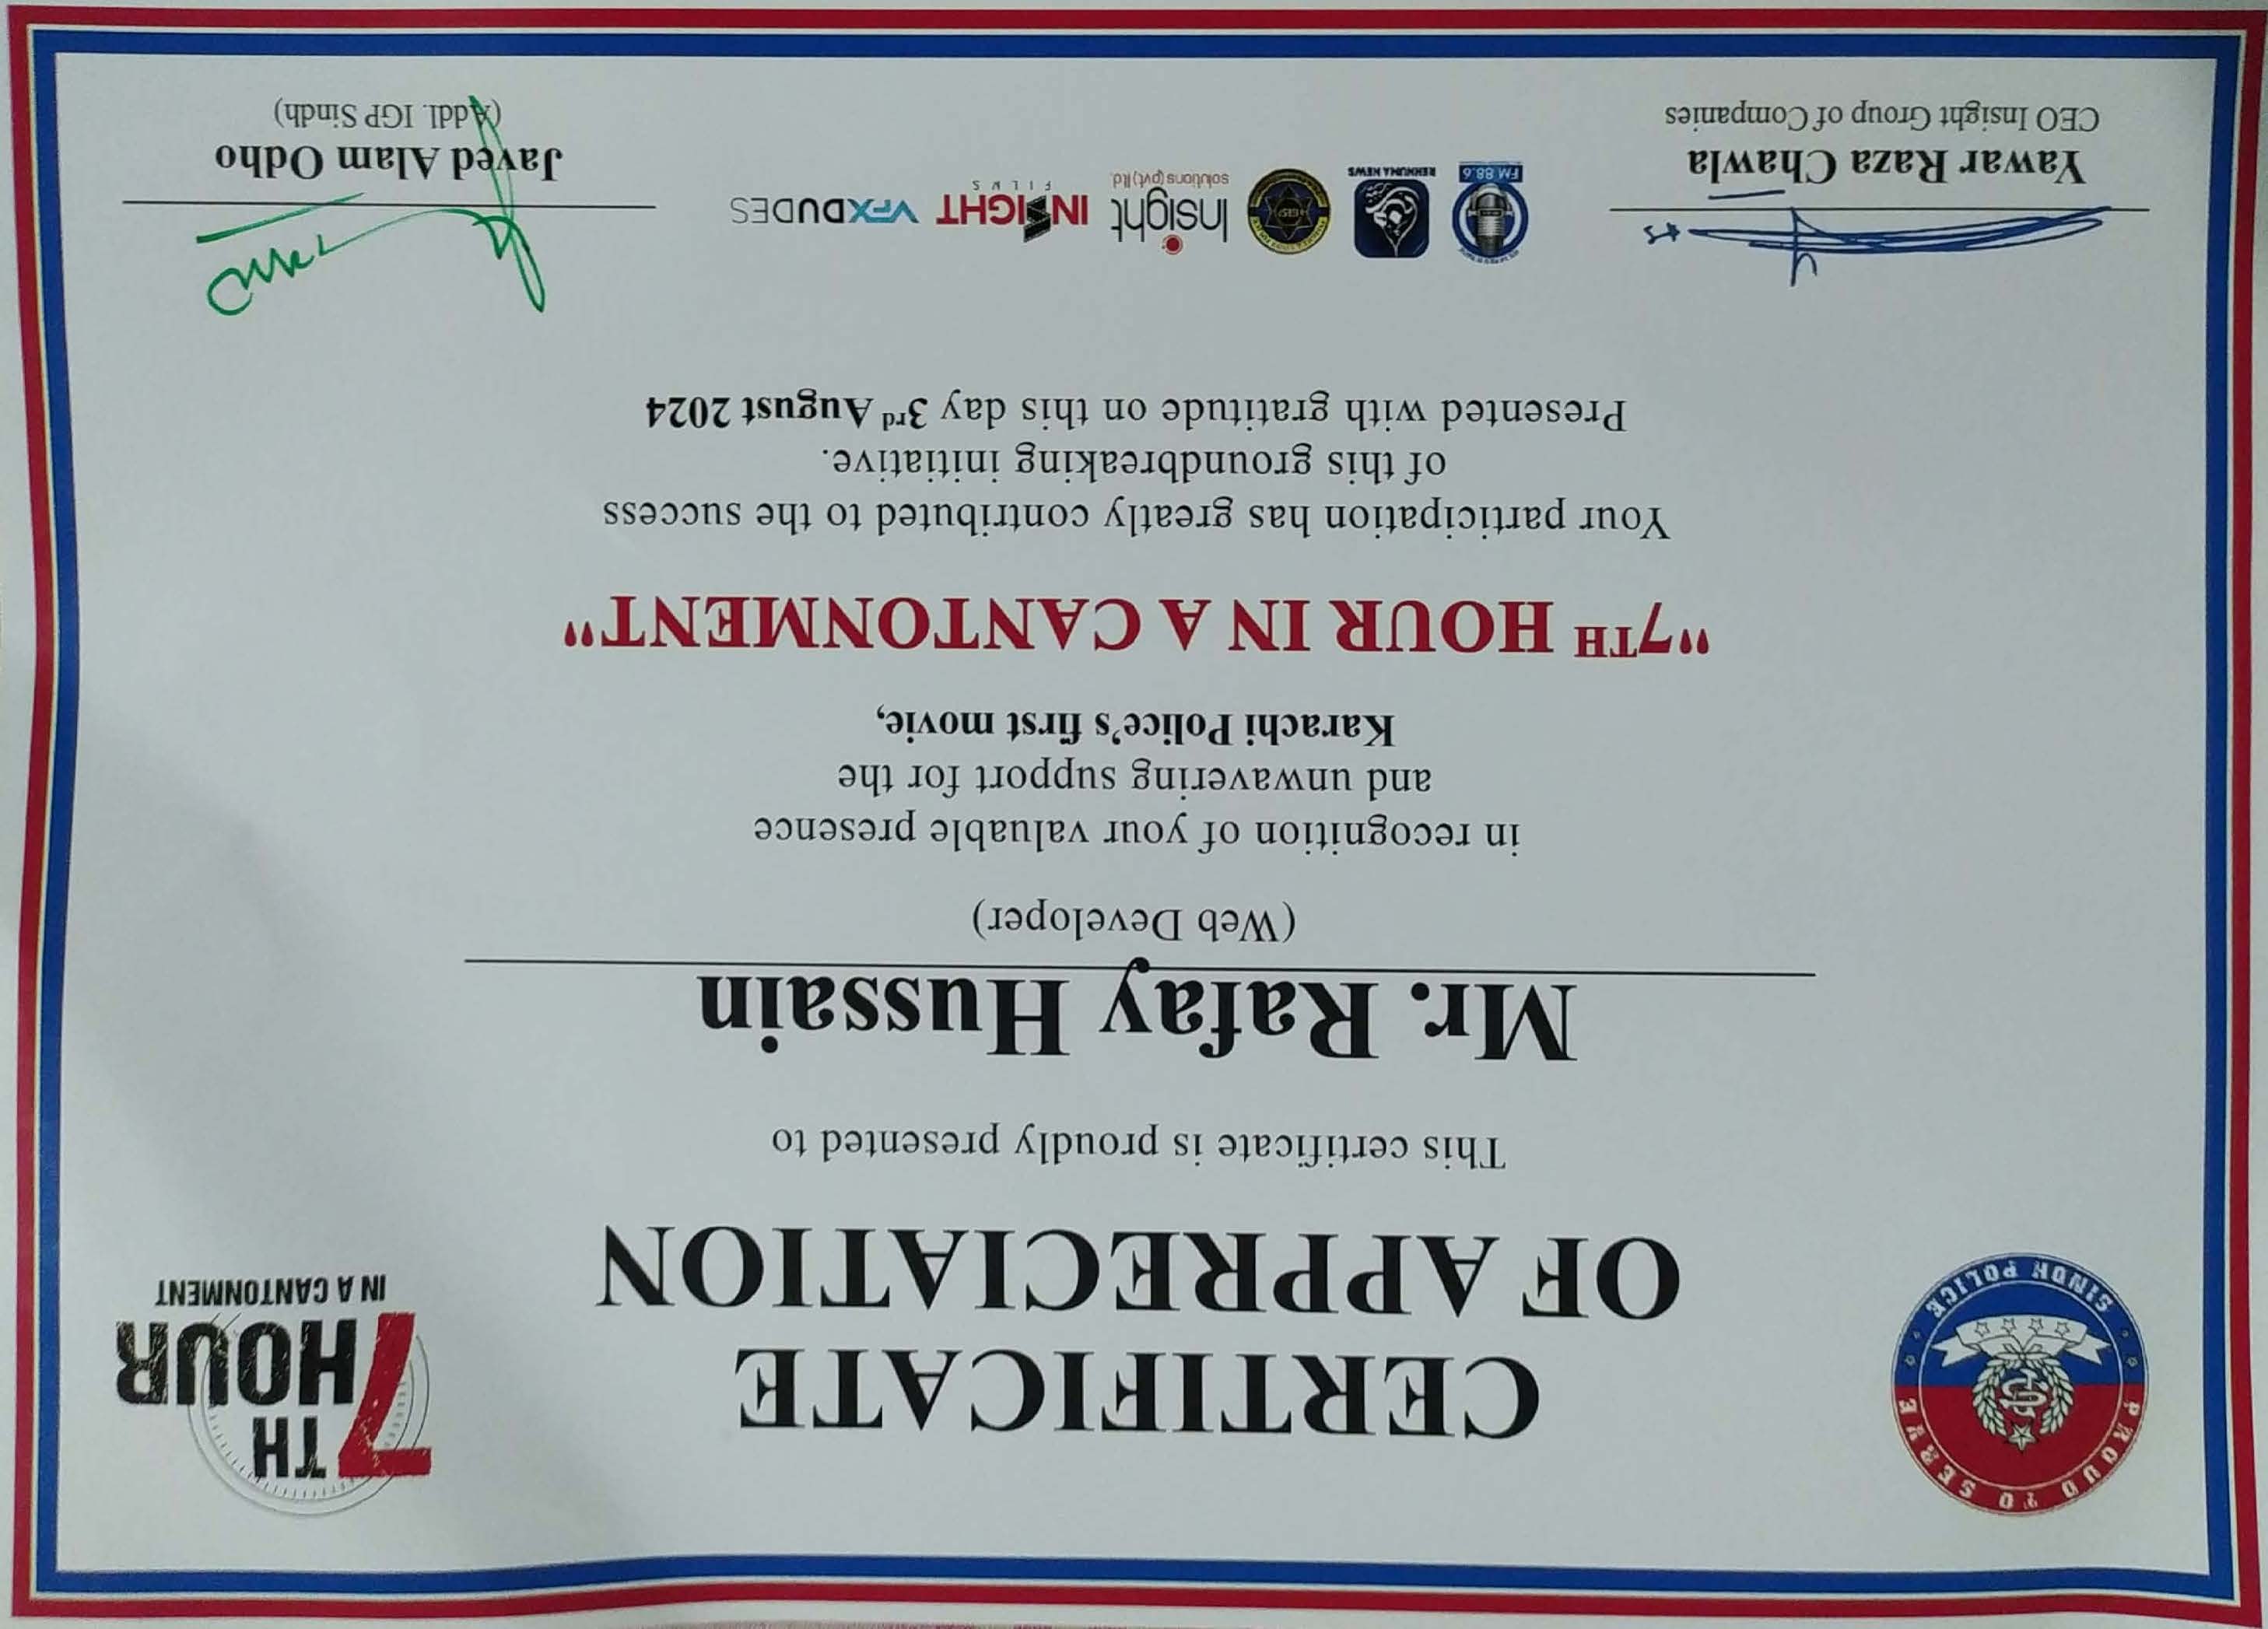 PROUD TO SERVE
SINDH POLICE
7TH
HOUR
IN A CANTONMENT
CERTIFICATE
OF APPRECIATION
This certificate is proudly presented to
Mr. Rafay Hussain
(Web Developer)
in recognition of your valuable presence
and unwavering support for the
Karachi Police’s first movie,
"7TH HOUR IN A CANTONMENT"
Your participation has greatly contributed to the success
of this groundbreaking initiative.
Presented with gratitude on this day 3rd August 2024
Yawar Raza Chawla
CEO Insight Group of Companies
FM 88.6
REHNUMA NEWS
Insight
solutions (pvt) ltd.
INSIGHT
FILMS
VFXDUDES
Javed Alam Odho
(Addl. IGP Sindh)